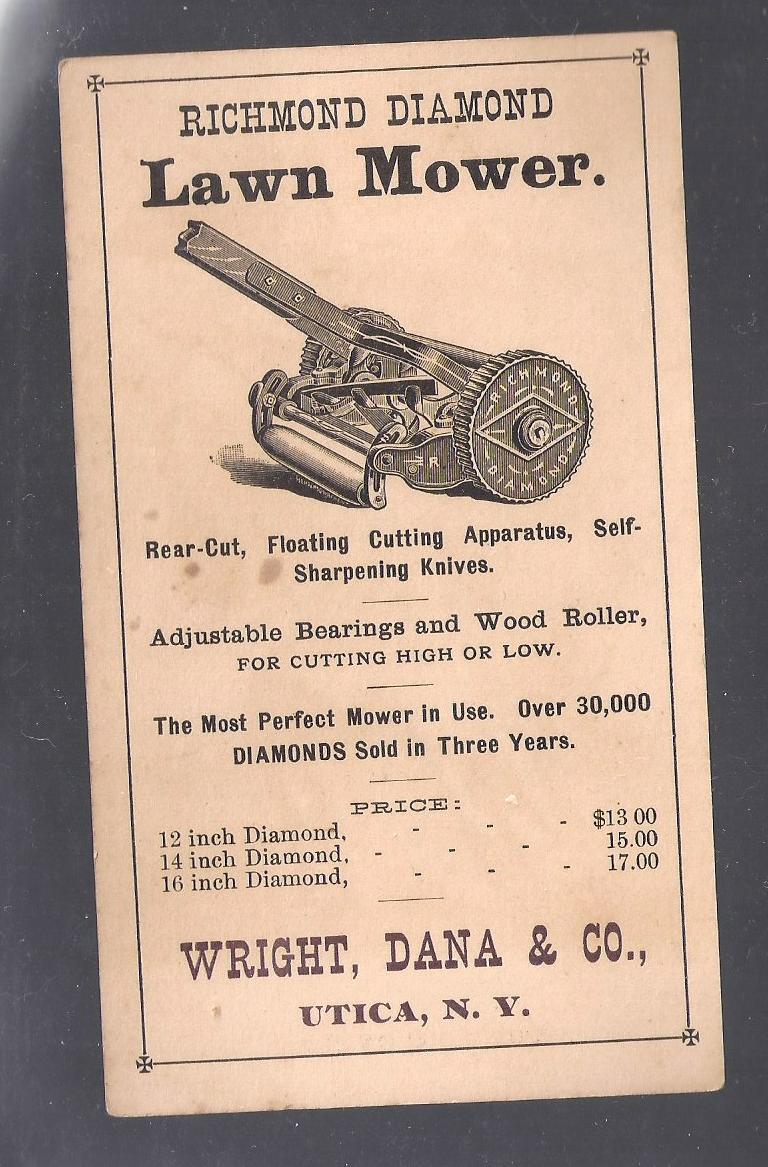 RICHMOND DIAMOND
Lawn Mower.
RICHMOND
DIAMOND
R
Rear-Cut, Floating Cutting Apparatus, Self-
Sharpening Knives.
Adjustable Bearings and Wood Roller,
FOR CUTTING HIGH OR LOW.
The Most Perfect Mower in Use. Over 30,000
DIAMONDS Sold in Three Years.
PRICE:
12 inch Diamond, - - - $13 00
14 inch Diamond, - - - 15.00
16 inch Diamond, - - - 17.00
WRIGHT, DANA & CO.,
UTICA, N. Y.